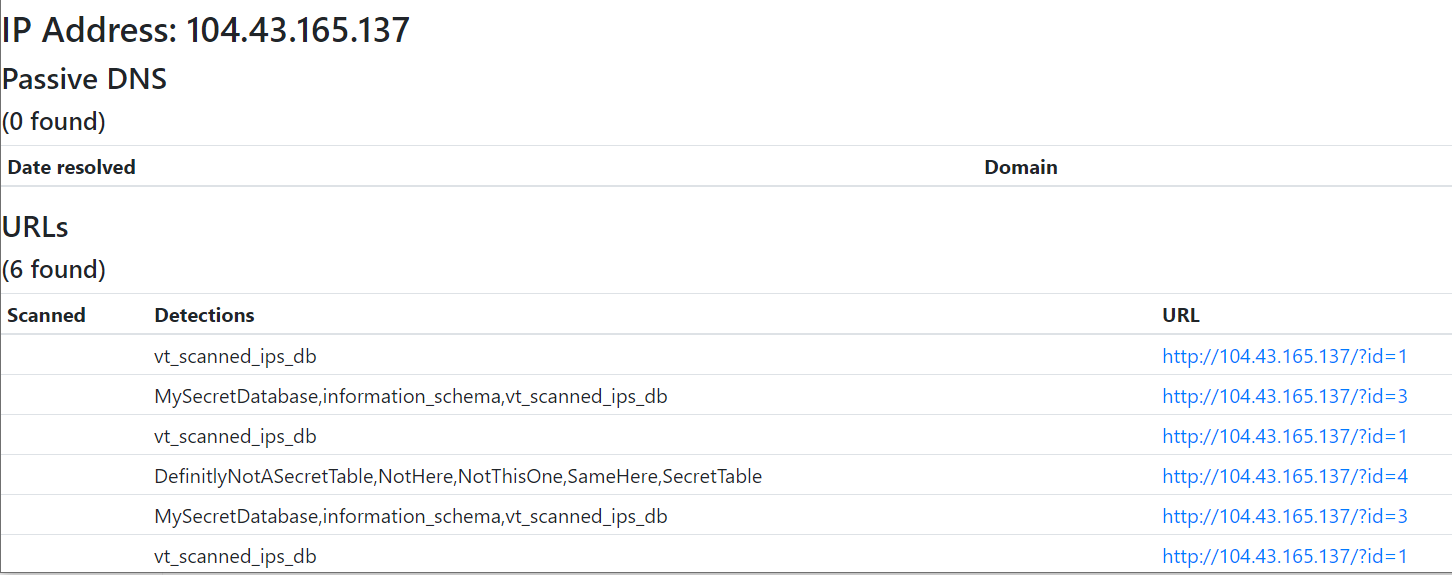 IP Address: 104.43.165.137
Passive DNS
(0 found)
Date resolved Domain
URLs
(6 found)
Scanned Detections URL
vt_scanned_ips_db http://104.43.165.137/?id=1
MySecretDatabase,information_schema,vt_scanned_ips_db http://104.43.165.137/?id=3
vt_scanned_ips_db http://104.43.165.137/?id=1
DefinitlyNotASecretTable,NotHere,NotThisOne,SameHere,SecretTable http://104.43.165.137/?id=4
MySecretDatabase,information_schema,vt_scanned_ips_db http://104.43.165.137/?id=3
vt_scanned_ips_db http://104.43.165.137/?id=1